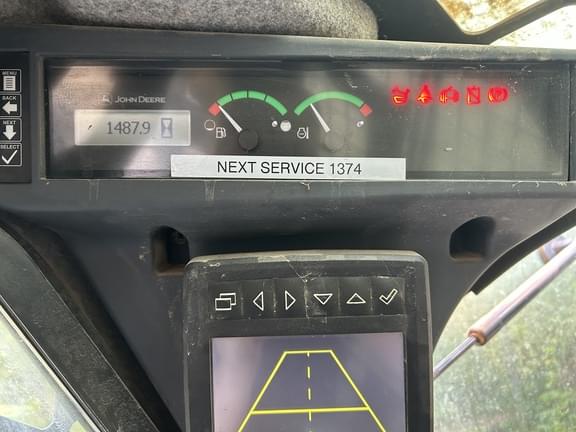 MENU
BACK
NEXT
SELECT
JOHN DEERE
1487.9
NEXT SERVICE 1374